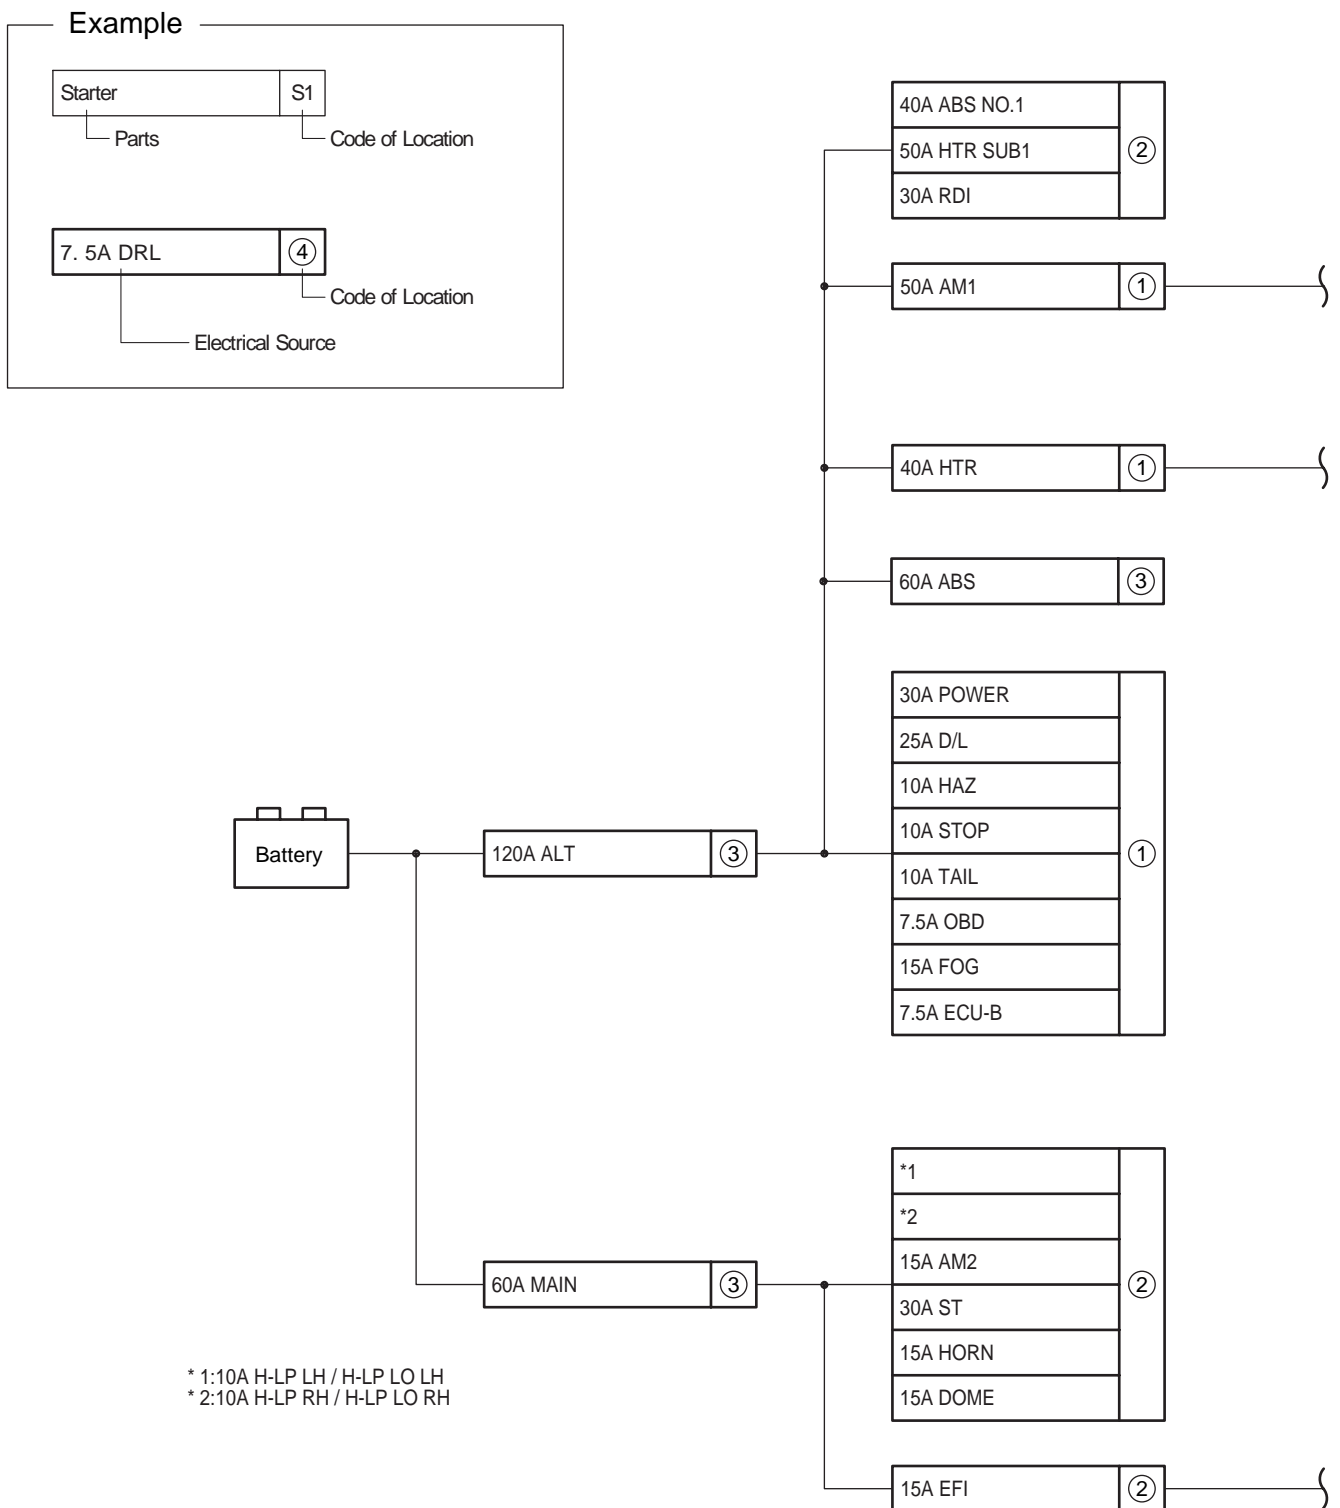 Example
Starter S1
Parts Code of Location
7. 5A DRL ④
Code of Location
Electrical Source
40A ABS NO.1
50A HTR SUB1 ②
30A RDI
50A AM1 ①
40A HTR ①
60A ABS ③
30A POWER
25A D/L
10A HAZ
10A STOP
10A TAIL
7.5A OBD
15A FOG
7.5A ECU-B
①
Battery
120A ALT ③
*1
*2
15A AM2
30A ST
15A HORN
15A DOME
②
60A MAIN ③
* 1:10A H-LP LH / H-LP LO LH
* 2:10A H-LP RH / H-LP LO RH
15A EFI ②